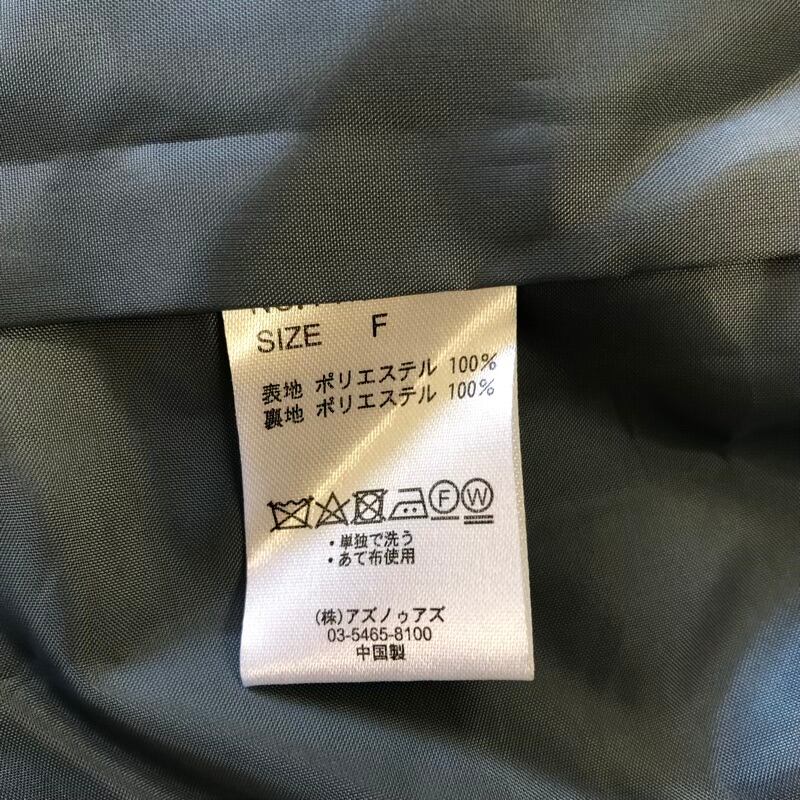 SIZE F
表地 ポリエステル 100%
裏地 ポリエステル 100%
F W
・単独で洗う
・あて布使用
(株)アズノゥアズ
03-5465-8100
中国製